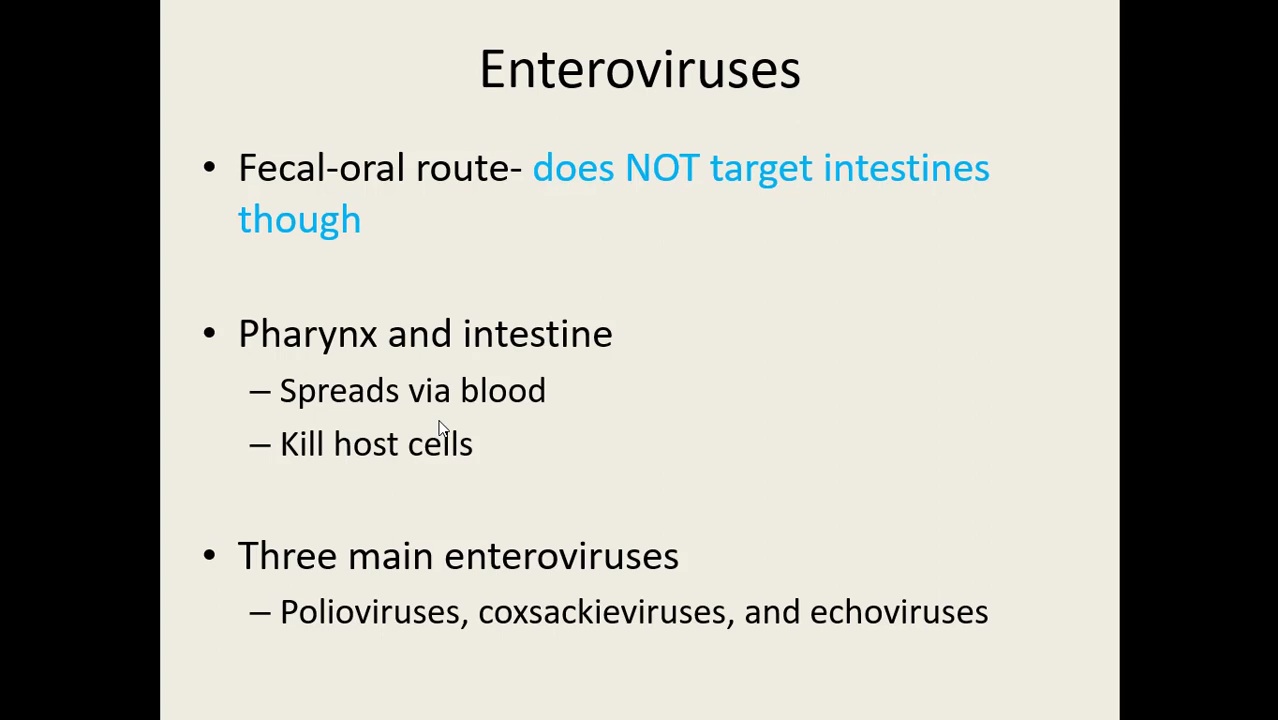 Enteroviruses
• Fecal-oral route- does NOT target intestines
though
• Pharynx and intestine
– Spreads via blood
– Kill host cells
• Three main enteroviruses
– Polioviruses, coxsackieviruses, and echoviruses